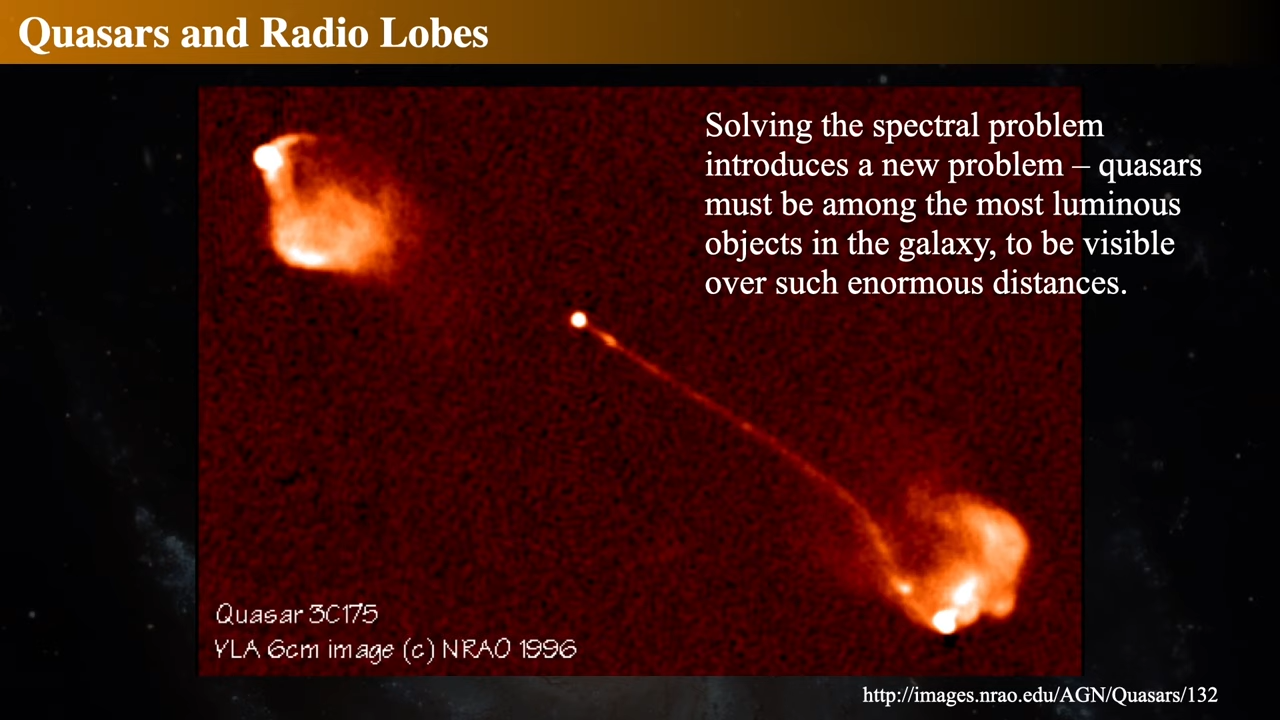 Quasars and Radio Lobes
Solving the spectral problem
introduces a new problem – quasars
must be among the most luminous
objects in the galaxy, to be visible
over such enormous distances.
Quasar 3C175
VLA 6cm image (c) NRAO 1996
http://images.nrao.edu/AGN/Quasars/132